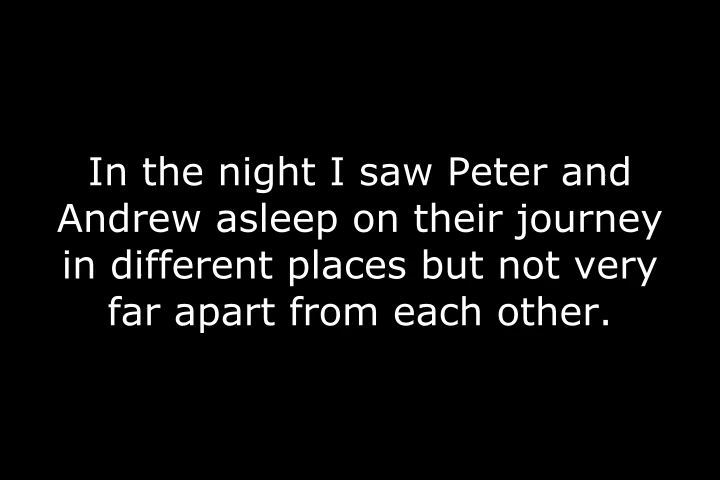 In the night I saw Peter and
Andrew asleep on their journey
in different places but not very
far apart from each other.